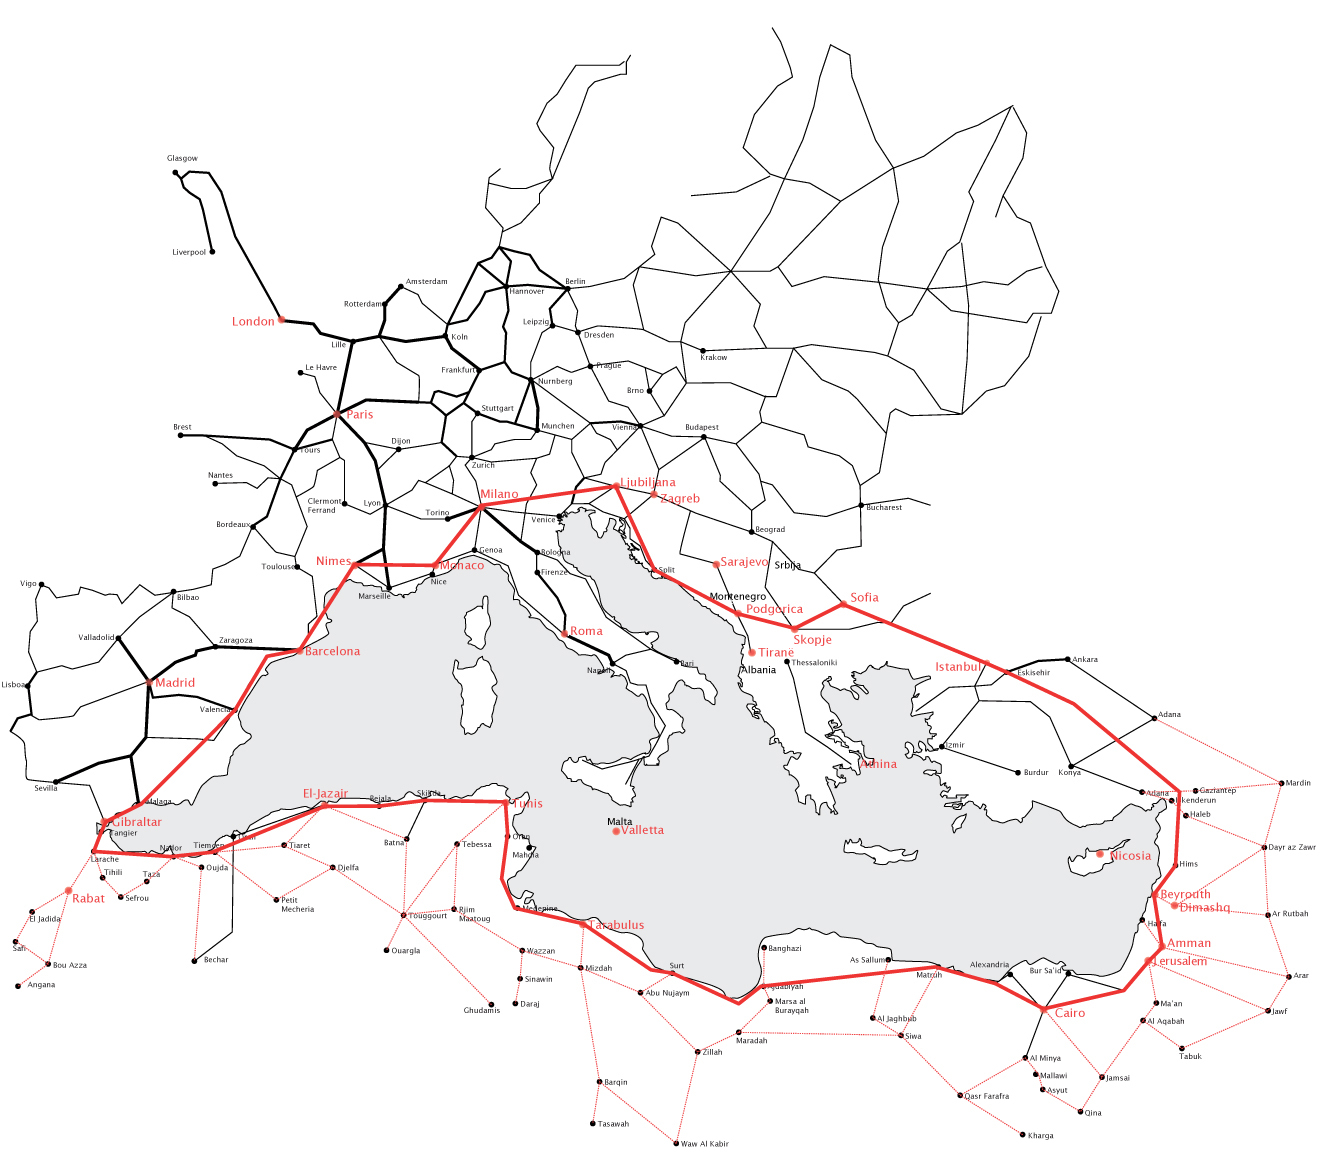 Glasgow
Liverpool
London
Amsterdam
Rotterdam
Lille
Koln
Hannover
Berlin
Leipzig
Dresden
Le Havre
Frankfurt
Nurnberg
Prague
Krakow
Brno
Paris
Stuttgart
Brest
Tours
Dijon
Munchen
Vienna
Budapest
Zurich
Nantes
Clermont
Ferrand
Lyon
Milano
Ljubiljana
Zagreb
Torino
Venice
Bucharest
Bordeaux
Beograd
Genoa
Bologna
Toulouse
Nimes
Monaco
Firenze
Sarajevo
Srbija
Nice
Marseille
Split
Vigo
Bilbao
Montenegro
Podgorica
Sofia
Valladolid
Zaragoza
Barcelona
Roma
Skopje
Tirane
Albania
Thessaloniki
Istanbul
Eskisehir
Ankara
Bari
Napoli
Lisboa
Madrid
Valencia
Adana
Izmir
Athina
Burdur
Konya
Mardin
Sevilla
Malaga
El-Jazair
Bejala
Skikda
Tunis
Adana
Gaziantep
Iskenderun
Haleb
Gibraltar
Tangier
Malta
Valletta
Oran
Oran
Larache
Nador
Tiemcen
Tiaret
Batna
Tebessa
Mahdia
Nicosia
Dayr az Zawr
Hims
Tihili
Taza
Oujda
Djelfa
Sefrou
Rabat
Petit
Mecheria
Beyrouth
Dimashq
El Jadida
Touggourt
Rjim
Maatoug
Medenine
Tarabulus
Haifa
Ar Rutbah
Safi
Bou Azza
Angana
Bechar
Ouargla
Wazzan
Mizdah
Surt
Banghazi
As Sallum
Matruh
Alexandria
Bur Sa'id
Amman
Jerusalem
Arar
Sinawin
Daraj
Ghudamis
Abu Nujaym
Ajdabiyah
Marsa al
Burayqah
Al Jaghbub
Cairo
Ma'an
Al Aqabah
Jawf
Maradah
Siwa
Zillah
Tabuk
Al Minya
Mallawi
Asyut
Jamsai
Barqin
Qasr Farafra
Qina
Tasawah
Waw Al Kabir
Kharga